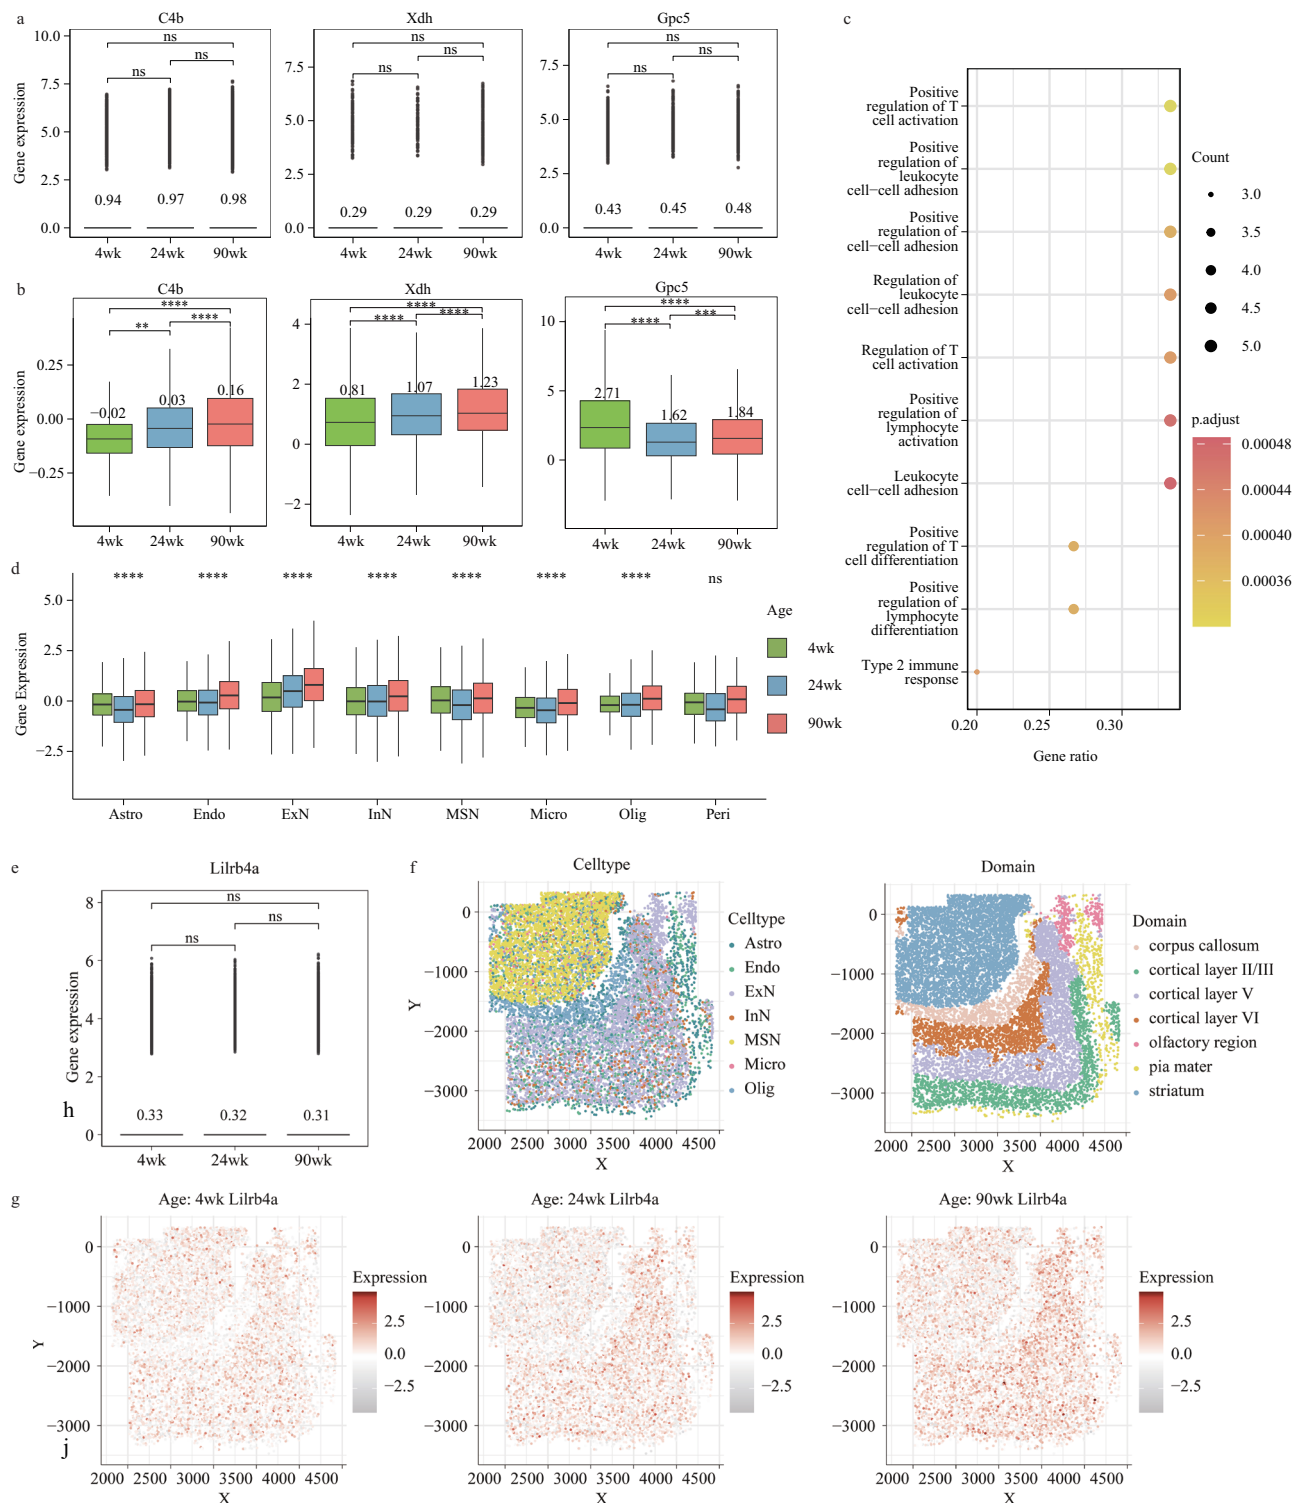 a
C4b
Xdh
Gpc5
Gene expression
10.0
7.5
5.0
2.5
0.0
ns
ns
ns
0.94
0.97
0.98
4wk
24wk
90wk
7.5
5.0
2.5
0.0
ns
ns
ns
0.29
0.29
0.29
4wk
24wk
90wk
7.5
5.0
2.5
0.0
ns
ns
ns
0.43
0.45
0.48
4wk
24wk
90wk
b
C4b
Xdh
Gpc5
Gene expression
0.25
0.00
−0.25
****
**
****
−0.02
0.03
0.16
4wk
24wk
90wk
4
2
0
−2
****
****
****
0.81
1.07
1.23
4wk
24wk
90wk
10
5
0
****
****
***
2.71
1.62
1.84
4wk
24wk
90wk
c
Positive
regulation of T
cell activation
Positive
regulation of
leukocyte
cell−cell adhesion
Positive
regulation of
cell−cell adhesion
Regulation of
leukocyte
cell−cell adhesion
Regulation of T
cell activation
Positive
regulation of
lymphocyte
activation
Leukocyte
cell−cell adhesion
Positive
regulation of T
cell differentiation
Positive
regulation of
lymphocyte
differentiation
Type 2 immune
response
0.20
0.25
0.30
Gene ratio
Count
3.0
3.5
4.0
4.5
5.0
p.adjust
0.00048
0.00044
0.00040
0.00036
d
Gene Expression
5.0
2.5
0.0
−2.5
****
****
****
****
****
****
****
ns
Astro
Endo
ExN
InN
MSN
Micro
Olig
Peri
Age
4wk
24wk
90wk
e
Lilrb4a
Gene expression
8
6
4
2
0
ns
ns
ns
0.33
0.32
0.31
4wk
24wk
90wk
h
f
Celltype
Y
0
−1000
−2000
−3000
2000 2500 3000 3500 4000 4500
X
Celltype
Astro
Endo
ExN
InN
MSN
Micro
Olig
Domain
0
−1000
−2000
−3000
2000 2500 3000 3500 4000 4500
X
Domain
corpus callosum
cortical layer II/III
cortical layer V
cortical layer VI
olfactory region
pia mater
striatum
g
Age: 4wk Lilrb4a
Y
0
−1000
−2000
−3000
2000 2500 3000 3500 4000 4500
X
Expression
2.5
0.0
−2.5
Age: 24wk Lilrb4a
0
−1000
−2000
−3000
2000 2500 3000 3500 4000 4500
X
Expression
2.5
0.0
−2.5
Age: 90wk Lilrb4a
0
−1000
−2000
−3000
2000 2500 3000 3500 4000 4500
X
Expression
2.5
0.0
−2.5
j